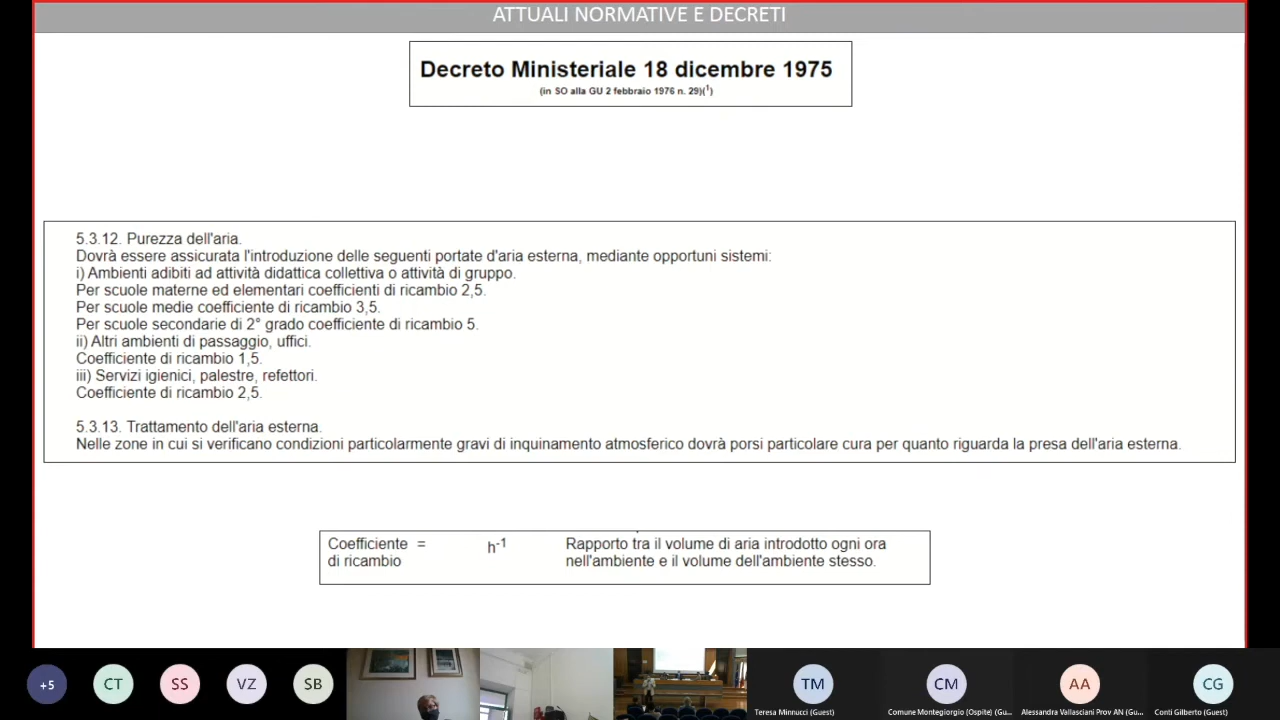 ATTUALI NORMATIVE E DECRETI
Decreto Ministeriale 18 dicembre 1975
(in SO alla GU 2 febbraio 1976 n. 29)(1)
5.3.12. Purezza dell'aria.
Dovrà essere assicurata l'introduzione delle seguenti portate d'aria esterna, mediante opportuni sistemi:
i) Ambienti adibiti ad attività didattica collettiva o attività di gruppo.
Per scuole materne ed elementari coefficienti di ricambio 2,5.
Per scuole medie coefficiente di ricambio 3,5.
Per scuole secondarie di 2° grado coefficiente di ricambio 5.
ii) Altri ambienti di passaggio, uffici.
Coefficiente di ricambio 1,5.
iii) Servizi igienici, palestre, refettori.
Coefficiente di ricambio 2,5.
5.3.13. Trattamento dell'aria esterna.
Nelle zone in cui si verificano condizioni particolarmente gravi di inquinamento atmosferico dovrà porsi particolare cura per quanto riguarda la presa dell'aria esterna.
Coefficiente = h-1 Rapporto tra il volume di aria introdotto ogni ora
di ricambio nell'ambiente e il volume dell'ambiente stesso.
+5 CT SS VZ SB TM CM AA CG
Teresa Minnucci (Guest) Comune Montegiorgio (Ospite) (Gu... Alessandra Vallasciani Prov AN (Gu... Conti Gilberto (Guest)